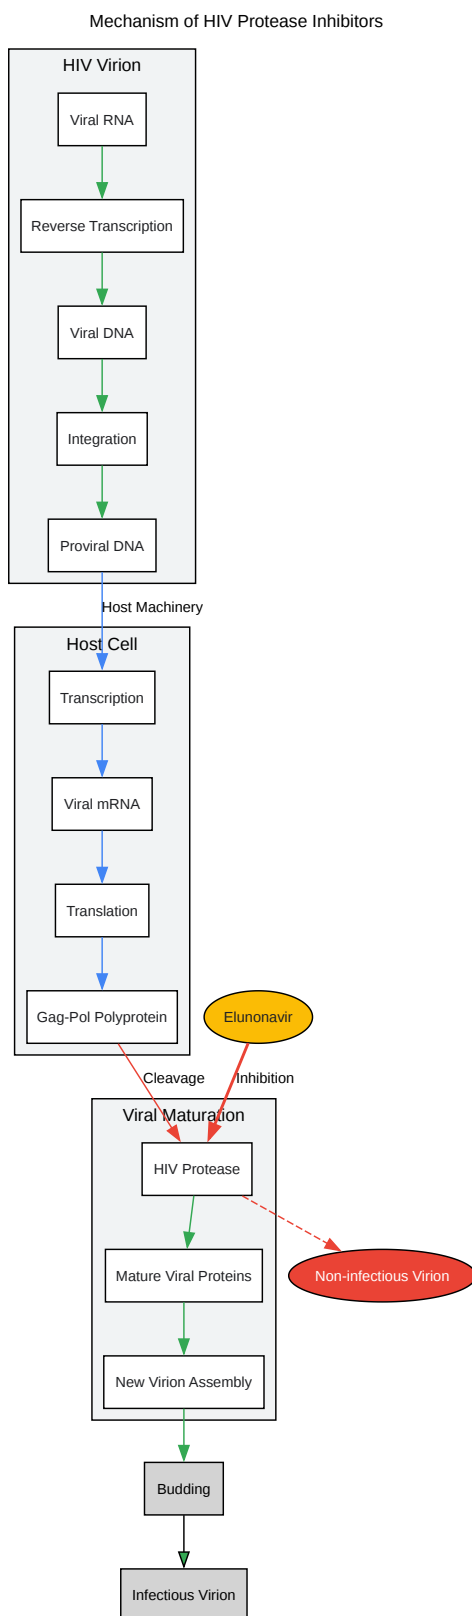 Mechanism of HIV Protease Inhibitors
HIV Virion
Viral RNA
Reverse Transcription
Viral DNA
Integration
Proviral DNA
Host Machinery
Host Cell
Transcription
Viral mRNA
Translation
Gag-Pol Polyprotein
Elunonavir
Cleavage
Inhibition
Viral Maturation
HIV Protease
Mature Viral Proteins
Non-infectious Virion
New Virion Assembly
Budding
Infectious Virion